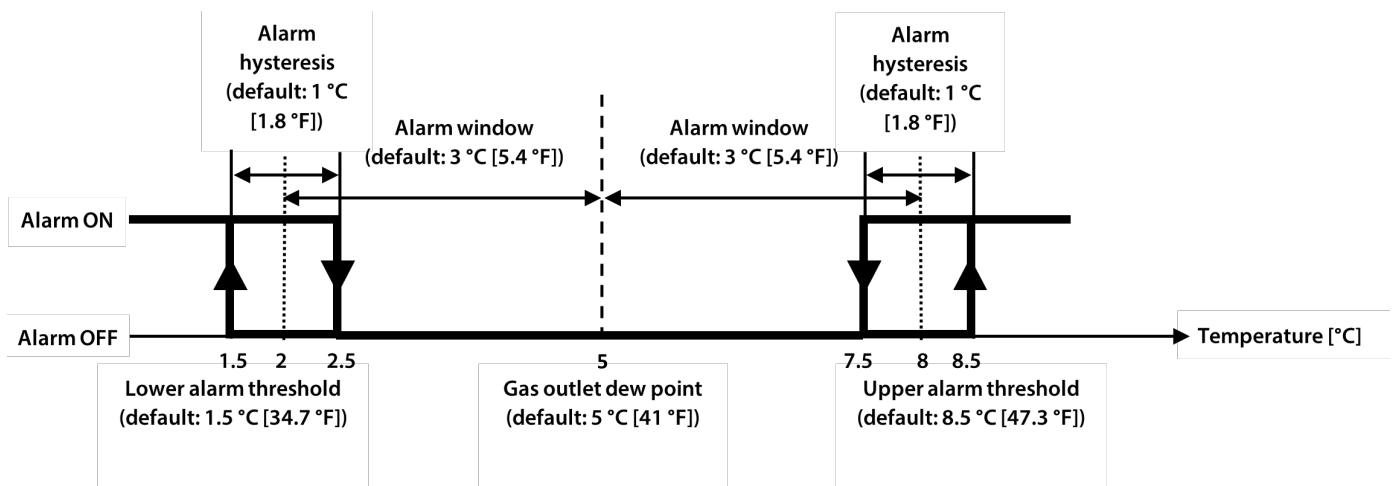 Alarm
hysteresis
(default: 1 °C
[1.8 °F])
Alarm
hysteresis
(default: 1 °C
[1.8 °F])
Alarm window
(default: 3 °C [5.4 °F])
Alarm window
(default: 3 °C [5.4 °F])
Alarm ON
Alarm OFF
Temperature [°C]
1.5 2 2.5 5 7.5 8 8.5
Lower alarm threshold
(default: 1.5 °C [34.7 °F])
Gas outlet dew point
(default: 5 °C [41 °F])
Upper alarm threshold
(default: 8.5 °C [47.3 °F])